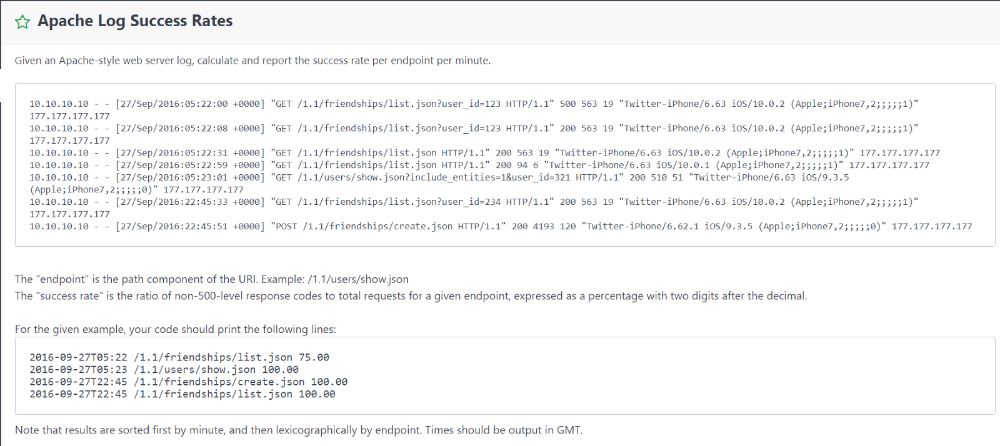 Apache Log Success Rates
Given an Apache-style web server log, calculate and report the success rate per endpoint per minute.
10.10.10.10 - - [27/Sep/2016:05:22:00 +0000] "GET /1.1/friendships/list.json?user_id=123 HTTP/1.1" 500 563 19 "Twitter-iPhone/6.63 iOS/10.0.2 (Apple;iPhone7,2;;;;;1)"
177.177.177.177
10.10.10.10 - - [27/Sep/2016:05:22:08 +0000] "GET /1.1/friendships/list.json?user_id=123 HTTP/1.1" 200 563 19 "Twitter-iPhone/6.63 iOS/10.0.2 (Apple;iPhone7,2;;;;;1)"
177.177.177.177
10.10.10.10 - - [27/Sep/2016:05:22:31 +0000] "GET /1.1/friendships/list.json HTTP/1.1" 200 563 19 "Twitter-iPhone/6.63 iOS/10.0.2 (Apple;iPhone7,2;;;;;1)" 177.177.177.177
10.10.10.10 - - [27/Sep/2016:05:22:59 +0000] "GET /1.1/friendships/list.json HTTP/1.1" 200 94 6 "Twitter-iPhone/6.63 iOS/10.0.1 (Apple;iPhone7,2;;;;;1)" 177.177.177.177
10.10.10.10 - - [27/Sep/2016:05:23:01 +0000] "GET /1.1/users/show.json?include_entities=1&user_id=321 HTTP/1.1" 200 510 51 "Twitter-iPhone/6.63 iOS/9.3.5
(Apple;iPhone7,2;;;;;0)" 177.177.177.177
10.10.10.10 - - [27/Sep/2016:22:45:33 +0000] "GET /1.1/friendships/list.json?user_id=234 HTTP/1.1" 200 563 19 "Twitter-iPhone/6.63 iOS/10.0.2 (Apple;iPhone7,2;;;;;1)"
177.177.177.177
10.10.10.10 - - [27/Sep/2016:22:45:51 +0000] "POST /1.1/friendships/create.json HTTP/1.1" 200 4193 120 "Twitter-iPhone/6.62.1 iOS/9.3.5 (Apple;iPhone7,2;;;;;0)" 177.177.177.177
The "endpoint" is the path component of the URI. Example: /1.1/users/show.json
The "success rate" is the ratio of non-500-level response codes to total requests for a given endpoint, expressed as a percentage with two digits after the decimal.
For the given example, your code should print the following lines:
2016-09-27T05:22 /1.1/friendships/list.json 75.00
2016-09-27T05:23 /1.1/users/show.json 100.00
2016-09-27T22:45 /1.1/friendships/create.json 100.00
2016-09-27T22:45 /1.1/friendships/list.json 100.00
Note that results are sorted first by minute, and then lexicographically by endpoint. Times should be output in GMT.